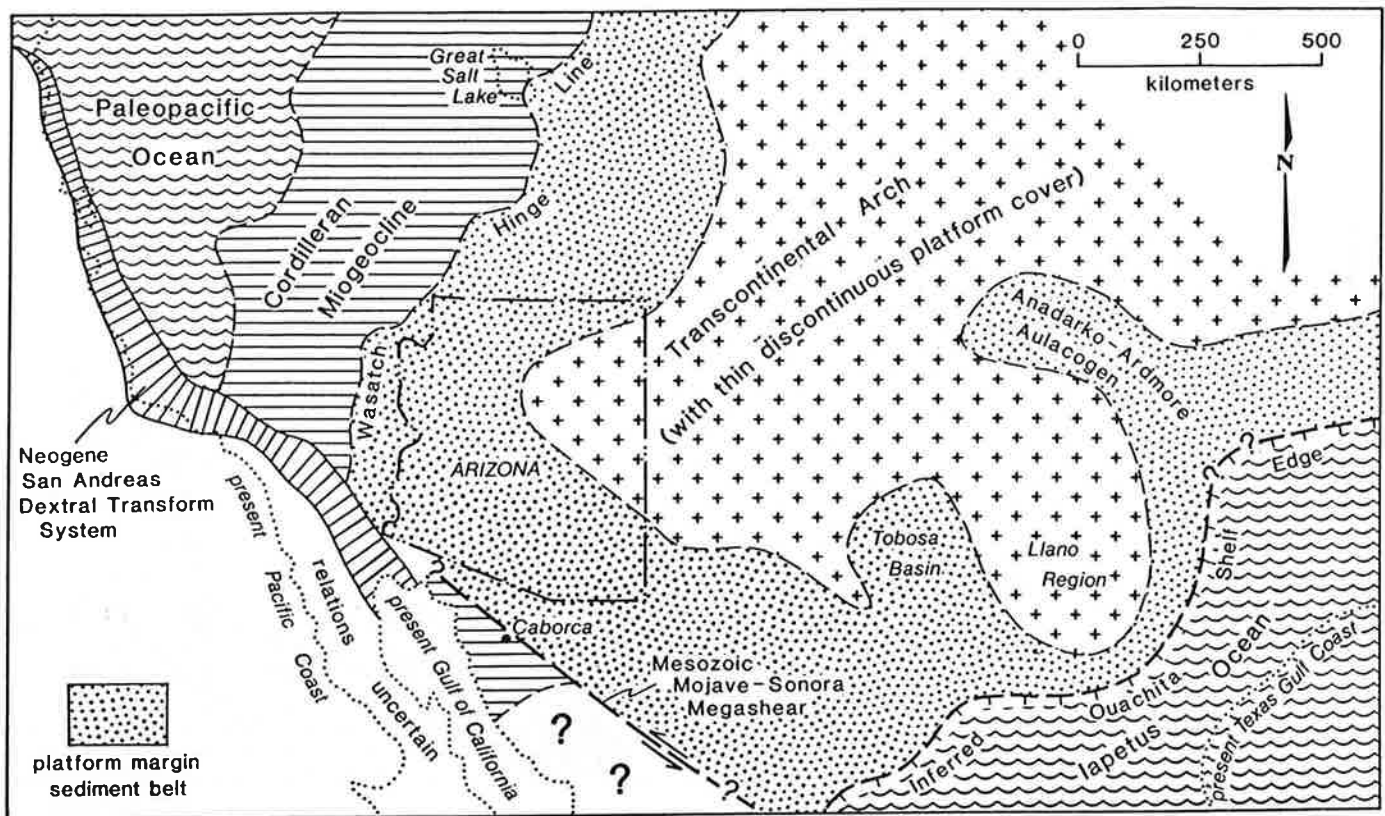 Great
Salt
Lake
Line
0 250 500
kilometers
N
Paleopacific
Ocean
Hinge
Cordilleran
Miogeocline
Transcontinental Arch
(with thin discontinuous platform cover)
Anadarko-Ardmore
Aulacogen
Wasatch
ARIZONA
?
?
Edge
Neogene
San Andreas
Dextral Transform
System
present
Pacific
Coast
relations
uncertain
present Gulf of California
?
Caborca
Tobosa
Basin
Llano
Region
Shelf
Mesozoic
Mojave-Sonora
Megashear
Ouachita
Inferred
Iapetus Ocean
present Texas Gulf Coast
?
?
?
platform margin
sediment belt